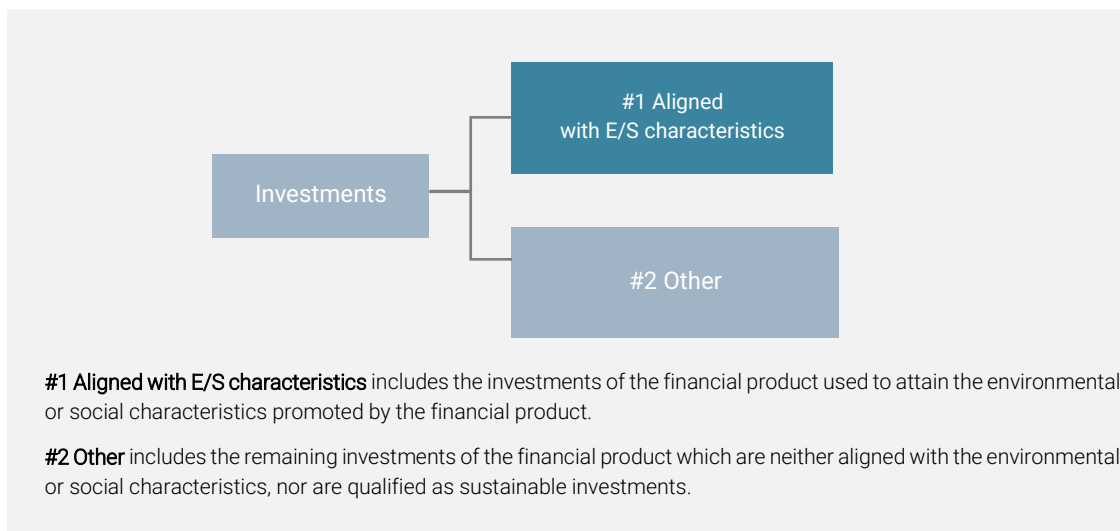 #1 Aligned
with E/S characteristics
Investments
#2 Other
#1 Aligned with E/S characteristics includes the investments of the financial product used to attain the environmental
or social characteristics promoted by the financial product.
#2 Other includes the remaining investments of the financial product which are neither aligned with the environmental
or social characteristics, nor are qualified as sustainable investments.